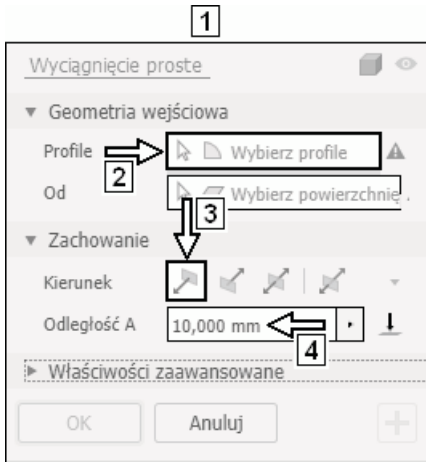 1
Wyciągnięcie proste
▼ Geometria wejściowa
Profile 2 Wybierz profile
Od Wybierz powierzchnię .
3
▼ Zachowanie
Kierunek
Odległość A 10,000 mm 4
▶ Właściwości zaawansowane
OK Anuluj